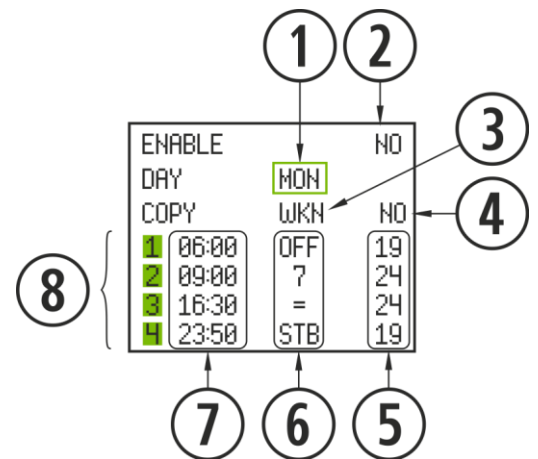 1 2
3
ENABLE NO
DAY MON
COPY WKN NO
4
8
1 06:00 OFF 19
2 09:00 7 24
3 16:30 = 24
4 23:50 STB 19
7 6 5